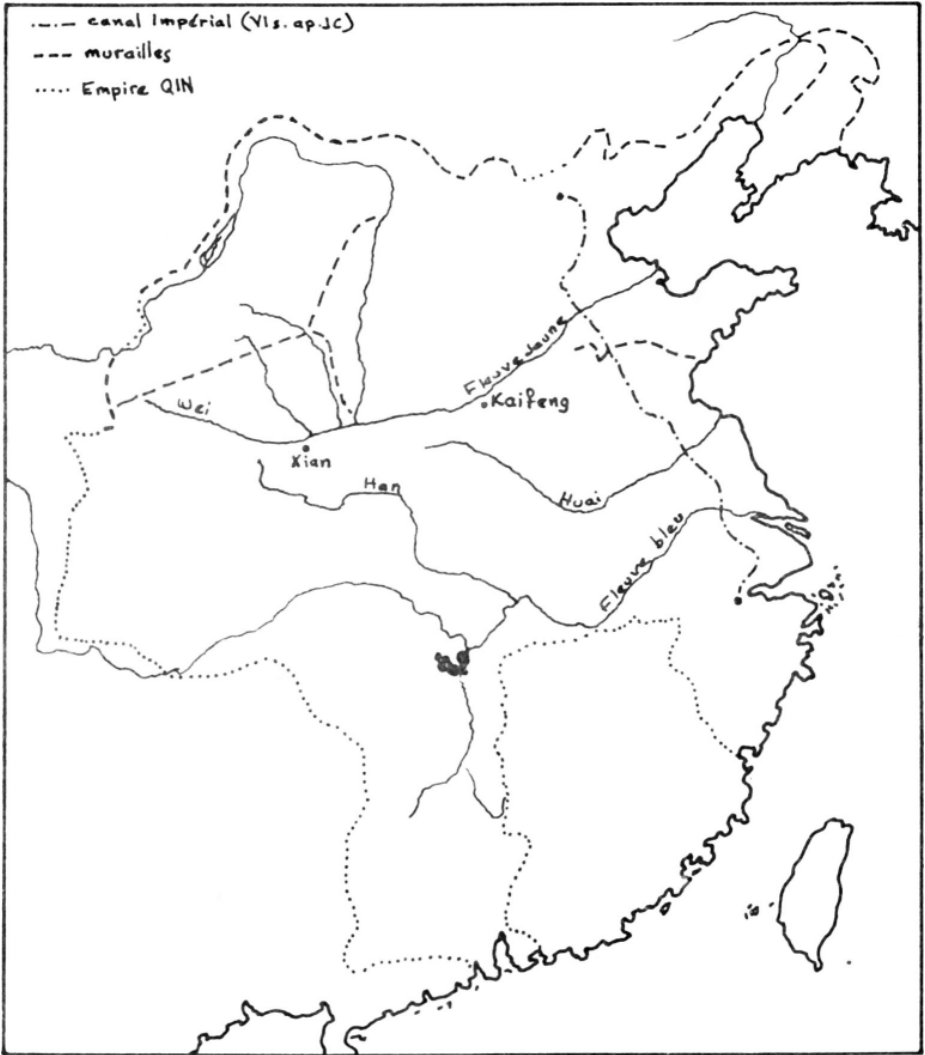 canal Impérial (VIs. ap. JC)
murailles
Empire QIN
Fleuve Jaune
Kaifeng
Wei
Xian
Han
Huai
Fleuve bleu